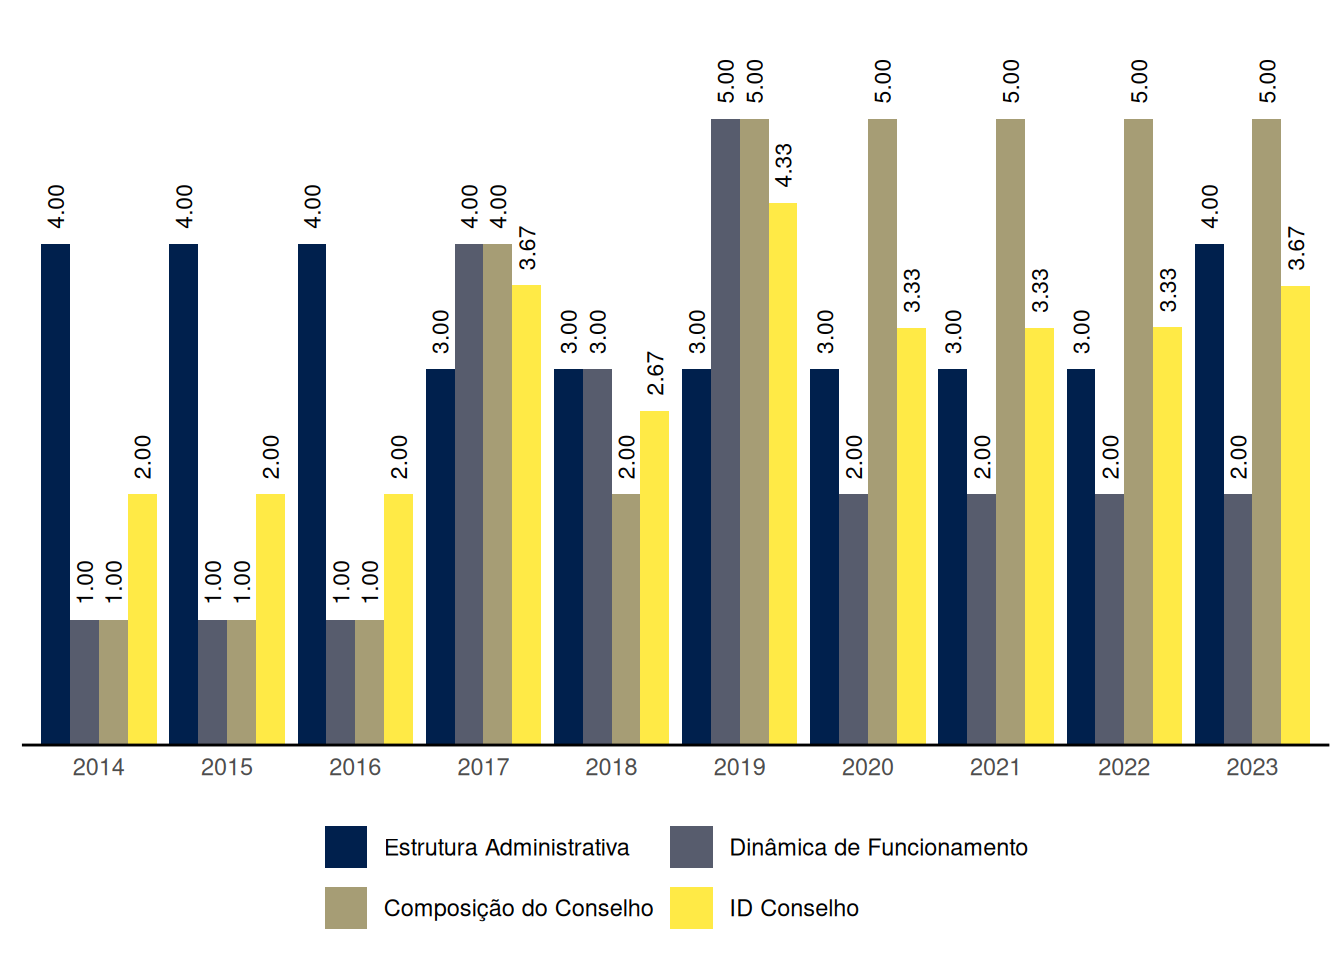 5.00 5.00 5.00 5.00 5.00 5.00
4.33
4.00 4.00 4.00 4.00 4.00 4.00
3.67 3.67
3.33 3.33 3.33
3.00 3.00 3.00 3.00 3.00 3.00 3.00
2.67
2.00 2.00 2.00 2.00 2.00 2.00 2.00 2.00
1.00 1.00 1.00 1.00 1.00 1.00
2014 2015 2016 2017 2018 2019 2020 2021 2022 2023
Estrutura Administrativa Dinâmica de Funcionamento
Composição do Conselho ID Conselho